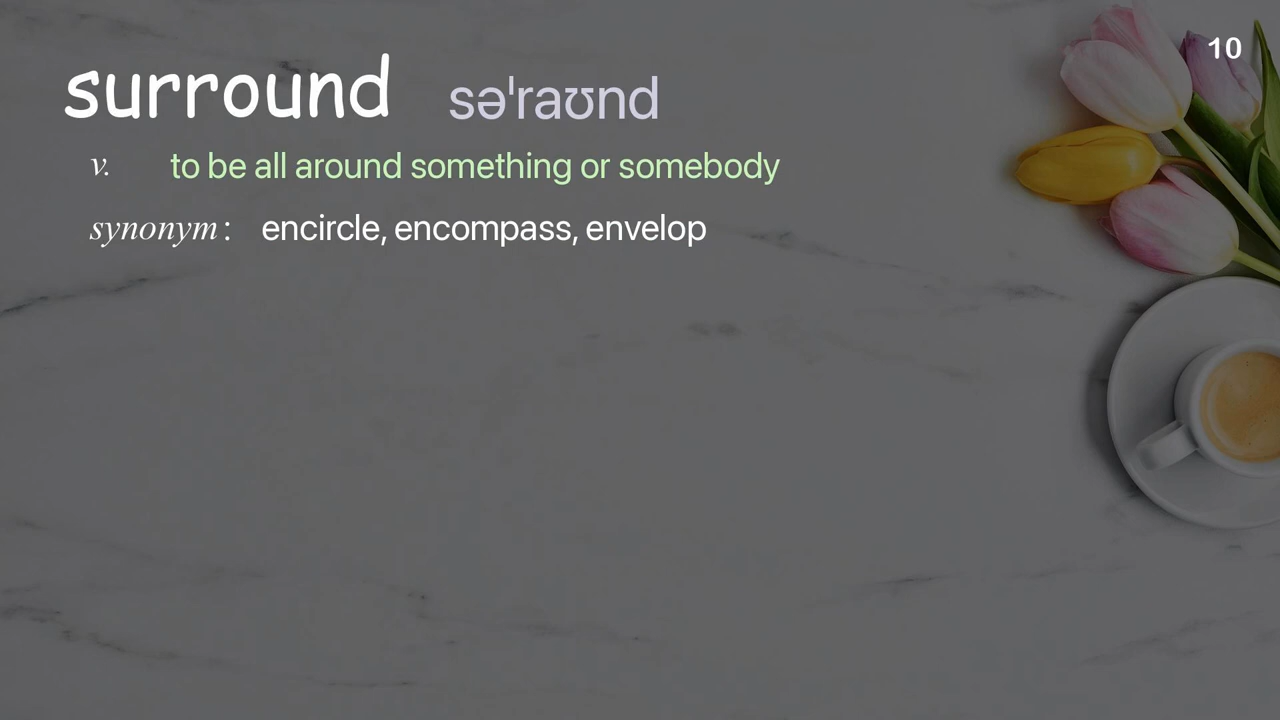 10
surround səˈraʊnd
v. to be all around something or somebody
synonym: encircle, encompass, envelop